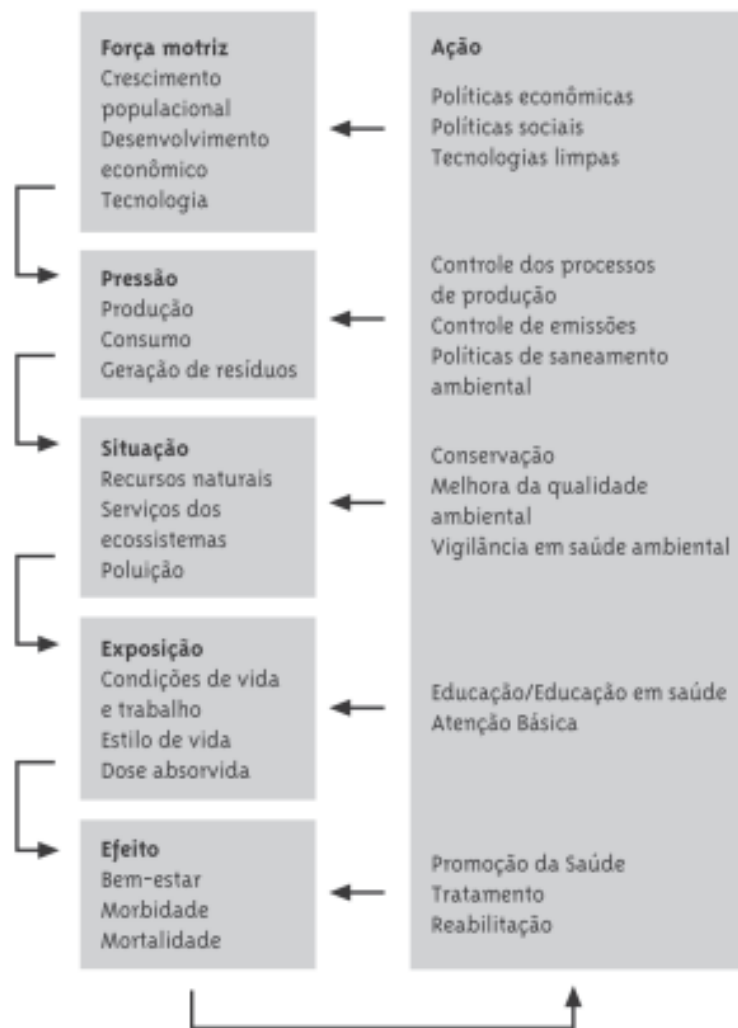 Força motriz
Crescimento
populacional
Desenvolvimento
econômico
Tecnologia
Pressão
Produção
Consumo
Geração de resíduos
Situação
Recursos naturais
Serviços dos
ecossistemas
Poluição
Exposição
Condições de vida
e trabalho
Estilo de vida
Dose absorvida
Efeito
Bem-estar
Morbidade
Mortalidade
Ação
Políticas econômicas
Políticas sociais
Tecnologias limpas
Controle dos processos
de produção
Controle de emissões
Políticas de saneamento
ambiental
Conservação
Melhora da qualidade
ambiental
Vigilância em saúde ambiental
Educação/Educação em saúde
Atenção Básica
Promoção da Saúde
Tratamento
Reabilitação